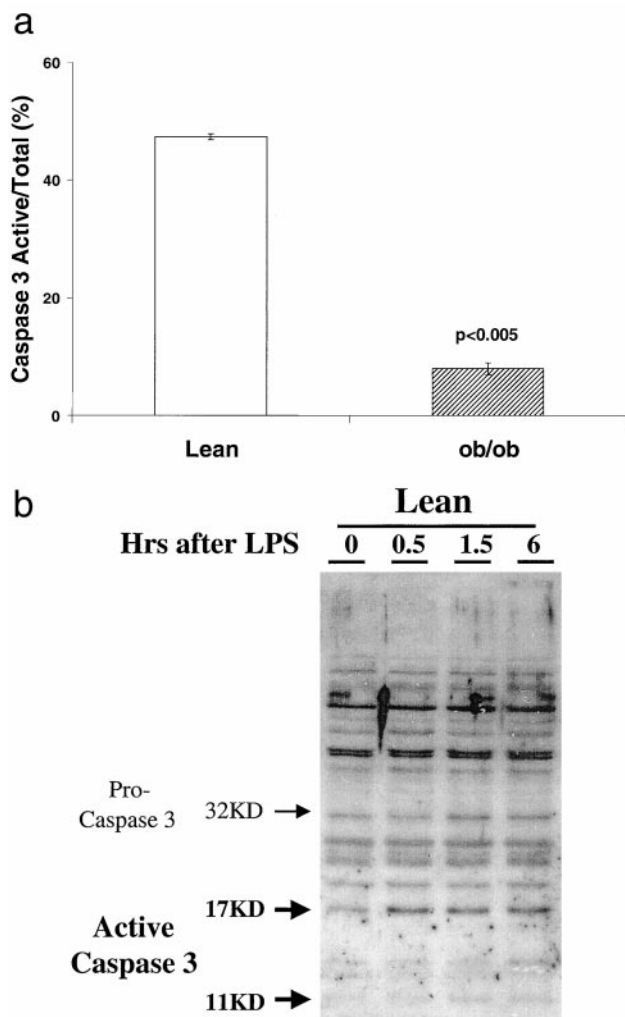 a
60
40
20
0
Caspase 3 Active/Total (%)
p<0.005
Lean
ob/ob
b
Lean
Hrs after LPS
0 0.5 1.5 6
Pro-
Caspase 3
32KD
17KD
Active
Caspase 3
11KD